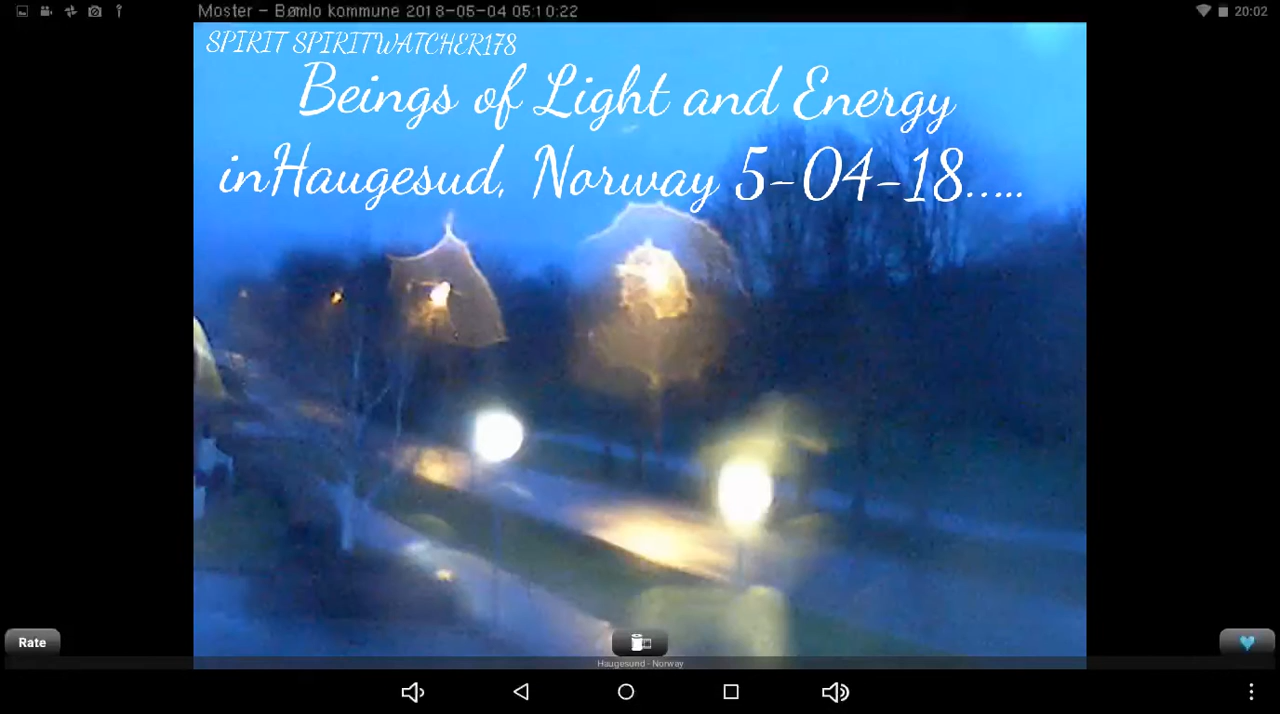 Moster – Bømlo kommune 2018-05-04 05:10:22
20:02
SPIRIT SPIRITWATCHER178
Beings of Light and Energy
inHaugesud, Norway 5-04-18.....
Rate
Haugesund - Norway